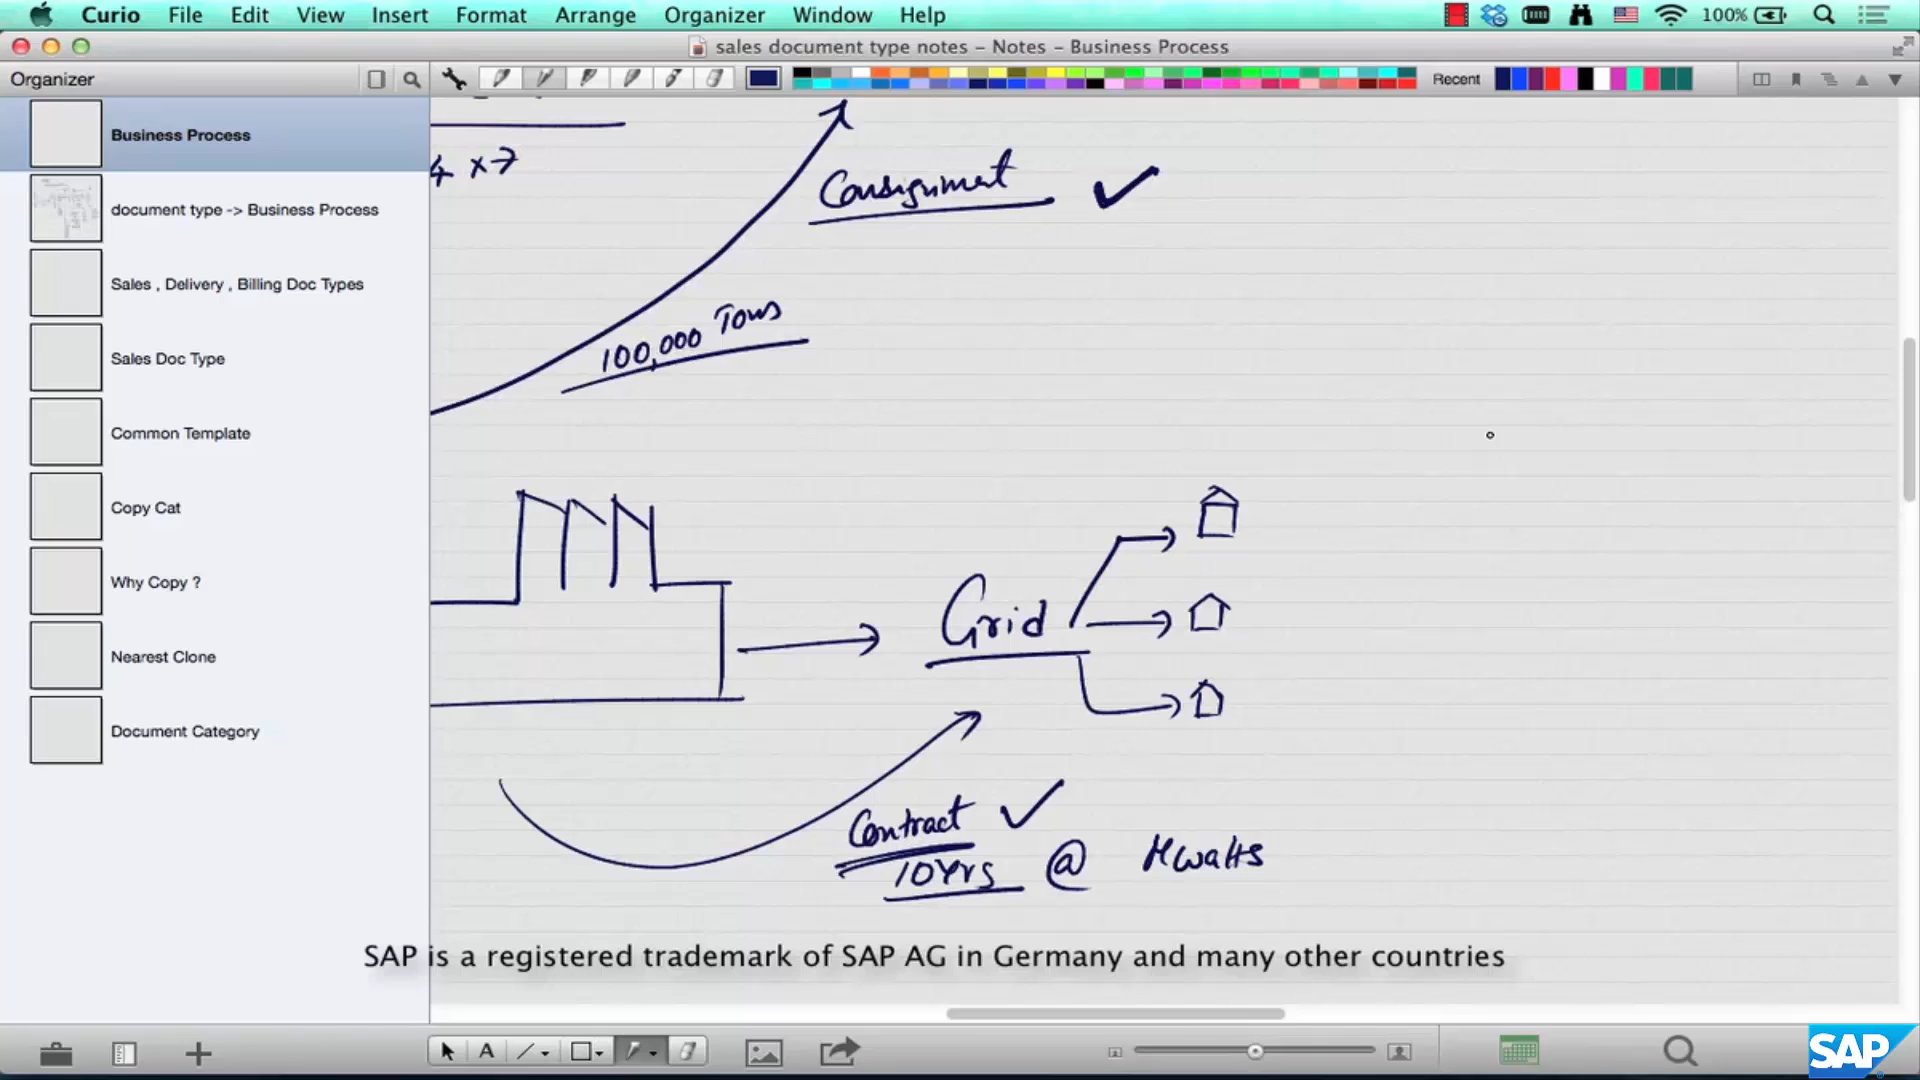 Curio File Edit View Insert Format Arrange Organizer Window Help 100%
sales document type notes – Notes – Business Process
Organizer
Recent
Business Process
document type -> Business Process
Sales , Delivery , Billing Doc Types
Sales Doc Type
Common Template
Copy Cat
Why Copy ?
Nearest Clone
Document Category
4 x7
Consignment
100,000 Tons
Grid
Contract
10Yrs @ Mwatts
SAP is a registered trademark of SAP AG in Germany and many other countries
A
SAP